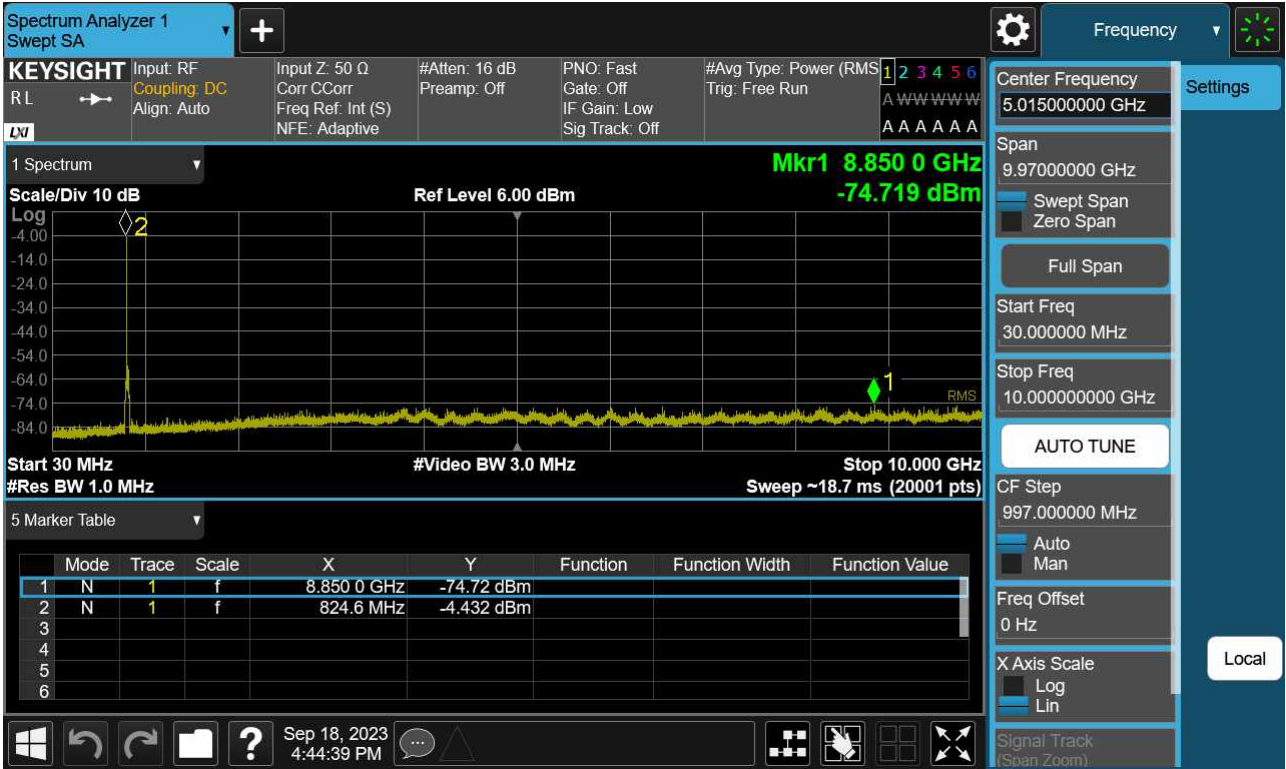 Spectrum Analyzer 1
Swept SA
Frequency
KEYSIGHT
R L
LXI
Input: RF
Coupling: DC
Align: Auto
Input Z: 50 Ω
Corr CCorr
Freq Ref: Int (S)
NFE: Adaptive
#Atten: 16 dB
Preamp: Off
PNO: Fast
Gate: Off
IF Gain: Low
Sig Track: Off
#Avg Type: Power (RMS
Trig: Free Run
1 2 3 4 5 6
A W W W W W
A A A A A A
1 Spectrum
Mkr1 8.850 0 GHz
-74.719 dBm
Scale/Div 10 dB
Ref Level 6.00 dBm
Log
-4.00
-14.0
-24.0
-34.0
-44.0
-54.0
-64.0
-74.0
-84.0
2
1
RMS
Start 30 MHz
#Video BW 3.0 MHz
Stop 10.000 GHz
#Res BW 1.0 MHz
Sweep ~18.7 ms (20001 pts)
5 Marker Table
Mode Trace Scale X Y Function Function Width Function Value
1 N 1 f 8.850 0 GHz -74.72 dBm
2 N 1 f 824.6 MHz -4.432 dBm
3
4
5
6
?
Sep 18, 2023
4:44:39 PM
Center Frequency
5.015000000 GHz
Span
9.97000000 GHz
Swept Span
Zero Span
Full Span
Start Freq
30.000000 MHz
Stop Freq
10.000000000 GHz
AUTO TUNE
CF Step
997.000000 MHz
Auto
Man
Freq Offset
0 Hz
X Axis Scale
Log
Lin
Signal Track
(Span Zoom)
Settings
Local